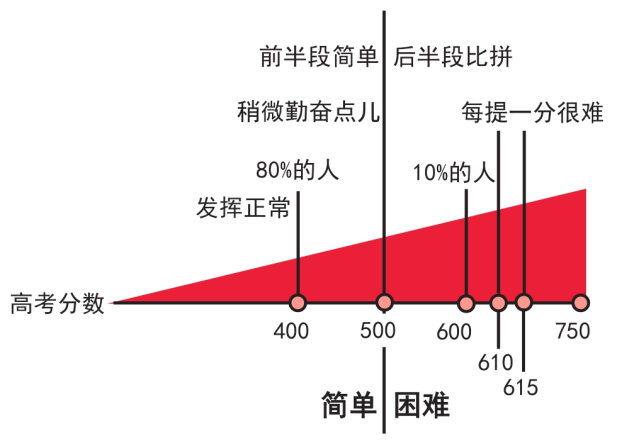 前半段简单 后半段比拼
稍微勤奋点儿
每提一分很难
80%的人
10%的人
发挥正常
高考分数
400
500
600
750
610
615
简单 困难